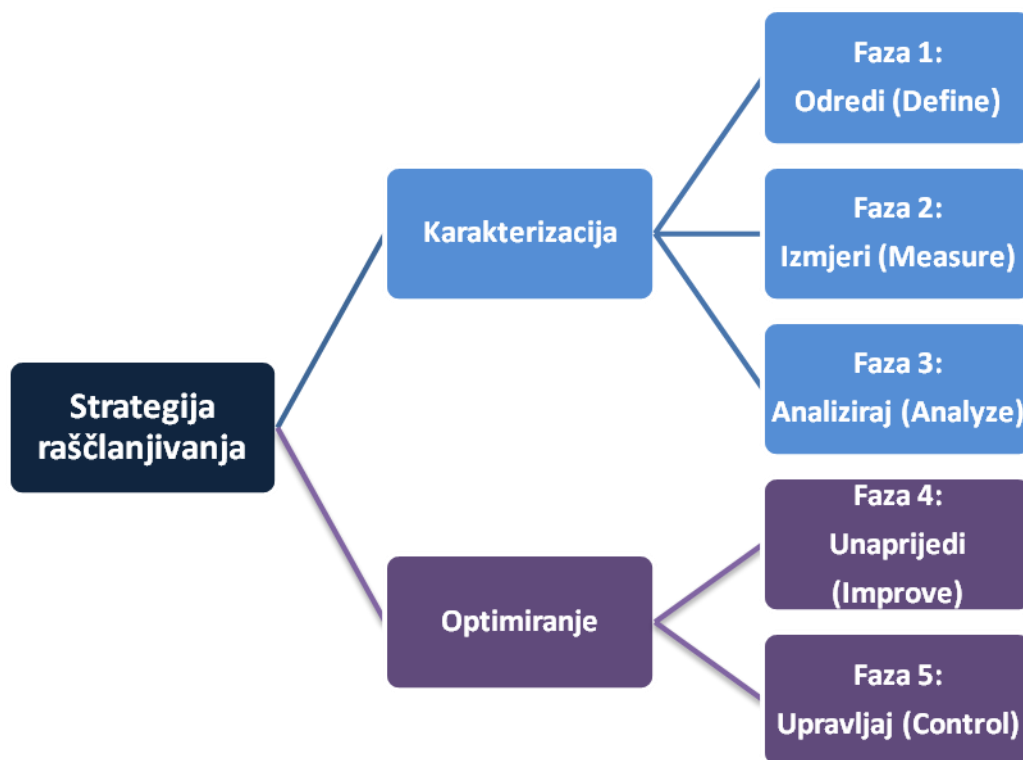 Faza 1:
Odredi (Define)
Karakterizacija
Faza 2:
Izmjeri (Measure)
Faza 3:
Analiziraj (Analyze)
Strategija
raščlanjivanja
Faza 4:
Unaprijedi
(Improve)
Optimiranje
Faza 5:
Upravljaj (Control)